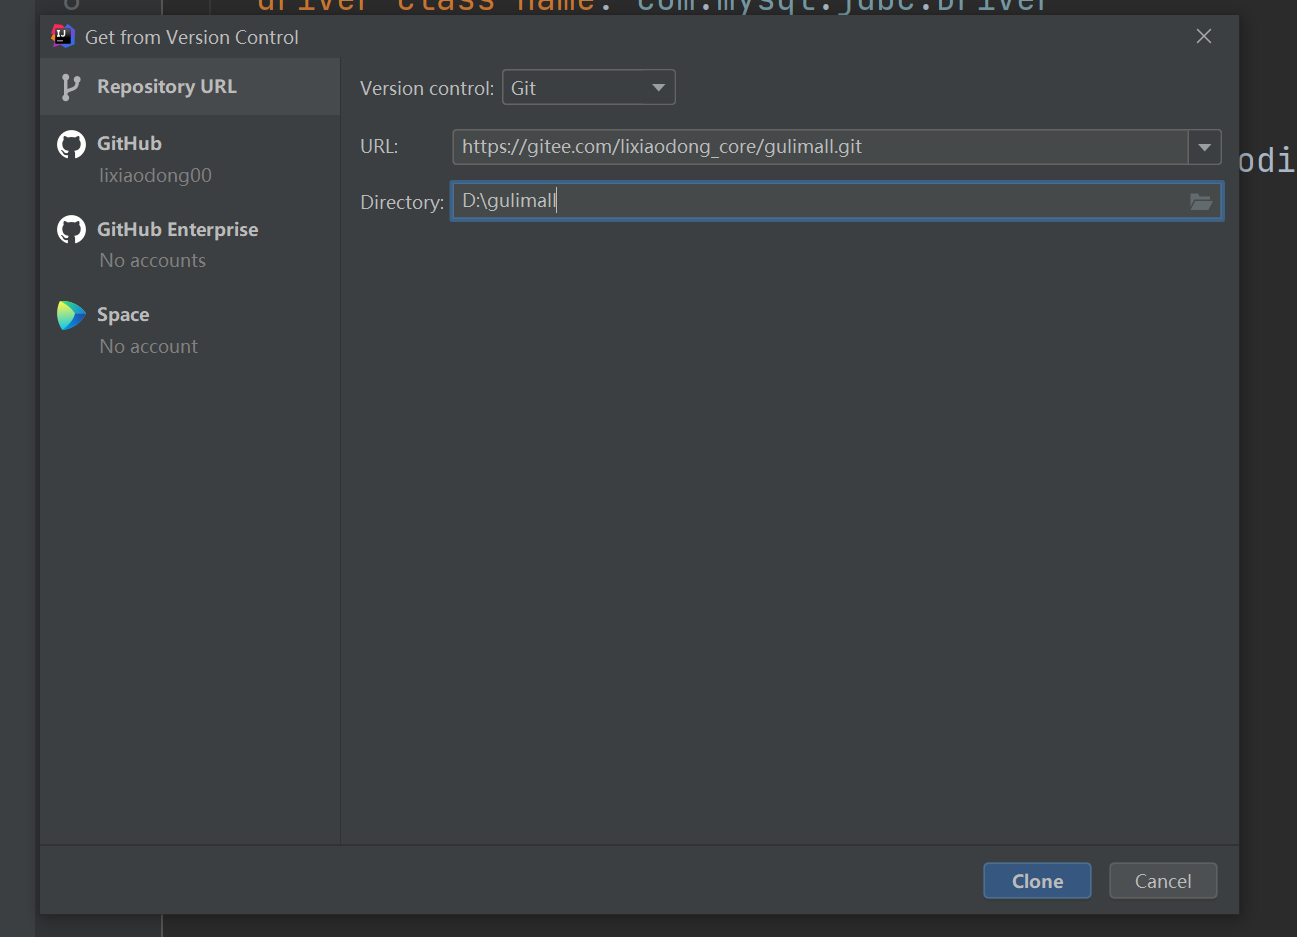 driver-class-name: com.mysql.jdbc.Driver
Get from Version Control
Repository URL
GitHub
lixiaodong00
GitHub Enterprise
No accounts
Space
No account
Version control: Git
URL: https://gitee.com/lixiaodong_core/gulimall.git
Directory: D:\gulimall
odi
Clone Cancel